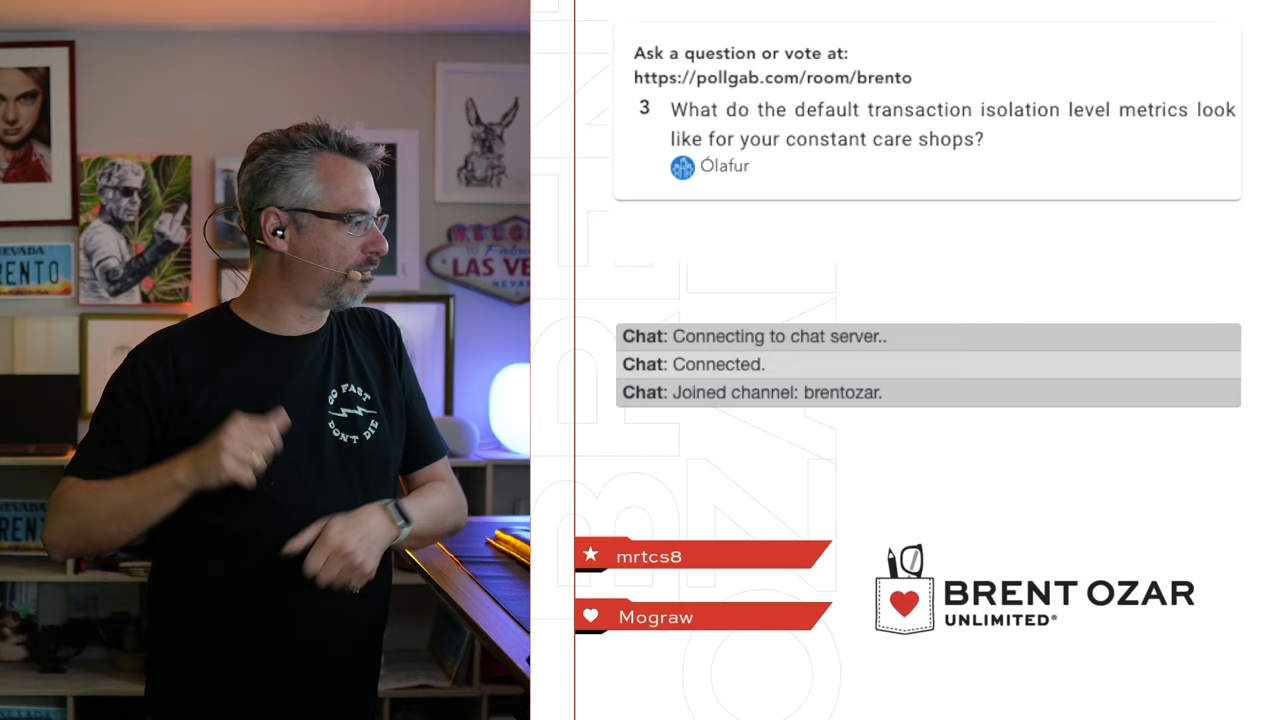 Ask a question or vote at:
https://pollgab.com/room/brento
3 What do the default transaction isolation level metrics look
like for your constant care shops?
Ólafur
LAS VE
NEVAD
NEVADA
RENTO
GO FAST
DON'T DIE
Chat: Connecting to chat server..
Chat: Connected.
Chat: Joined channel: brentozar.
BRENT
mrtcs8
Mograw
BRENT OZAR
UNLIMITED®